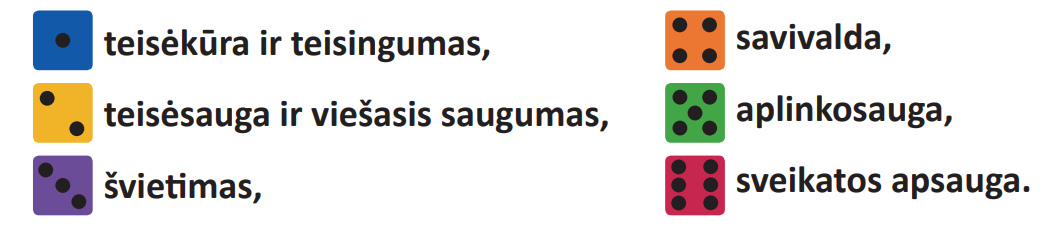 teisėkūra ir teisingumas,
teisėsauga ir viešasis saugumas,
švietimas,
savivalda,
aplinkosauga,
sveikatos apsauga.